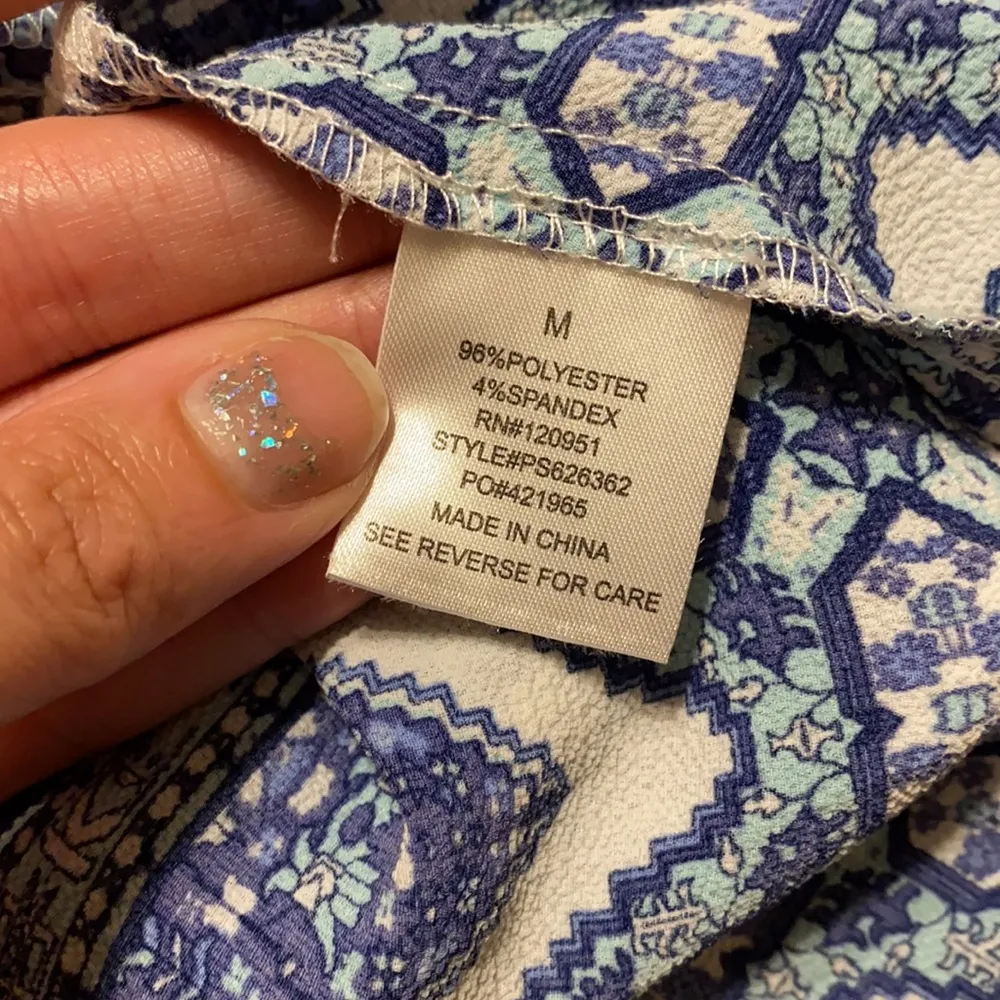 M
96%POLYESTER
4%SPANDEX
RN#120951
STYLE#PS626362
PO#421965
MADE IN CHINA
SEE REVERSE FOR CARE